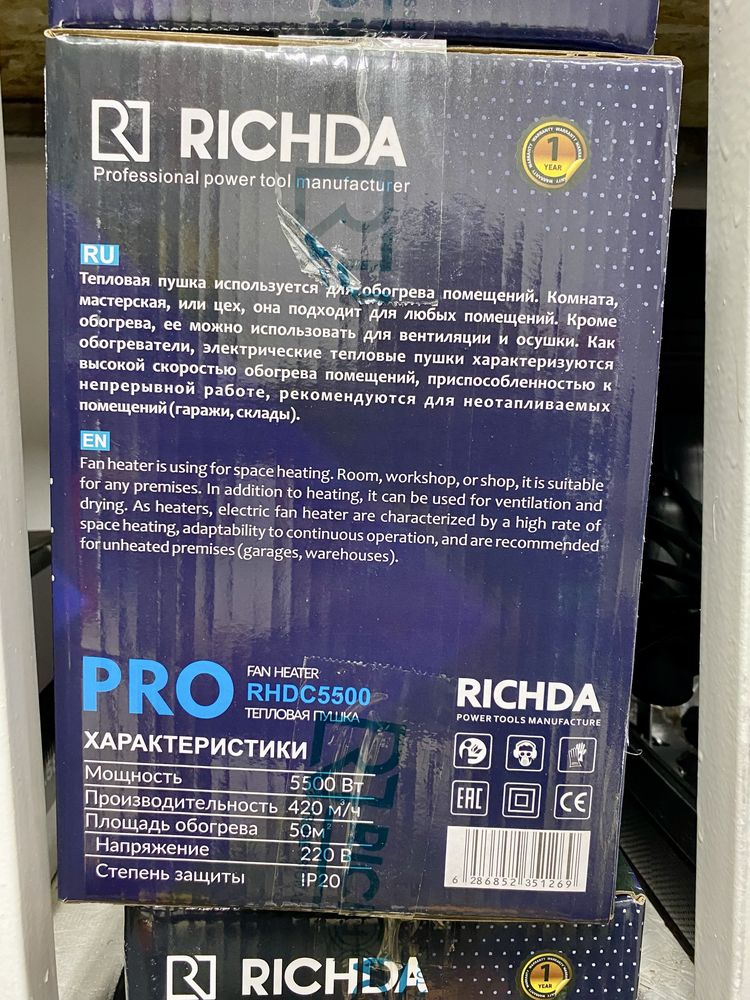 RICHDA
Professional power tool manufacturer
WARRANTY WARRANTY WARRANTY
1
YEAR
RU
Тепловая пушка используется для обогрева помещений. Комната,
мастерская, или цех, она подходит для любых помещений. Кроме
обогрева, ее можно использовать для вентиляции и осушки. Как
обогреватели, электрические тепловые пушки характеризуются
высокой скоростью обогрева помещений, приспособленностью к
непрерывной работе, рекомендуются для неотапливаемых
помещений (гаражи, склады).
EN
Fan heater is using for space heating. Room, workshop, or shop, it is suitable
for any premises. In addition to heating, it can be used for ventilation and
drying. As heaters, electric fan heater are characterized by a high rate of
space heating, adaptability to continuous operation, and are recommended
for unheated premises (garages, warehouses).
PRO
FAN HEATER
RHDC5500
ТЕПЛОВАЯ ПУШКА
RICHDA
POWER TOOLS MANUFACTURE
ХАРАКТЕРИСТИКИ
Мощность 5500 Вт
Производительность 420 м³/ч
Площадь обогрева 50м²
Напряжение 220 В
Степень защиты IP20
EAC
CE
6 286852 351269
RICHDA
1
YEAR